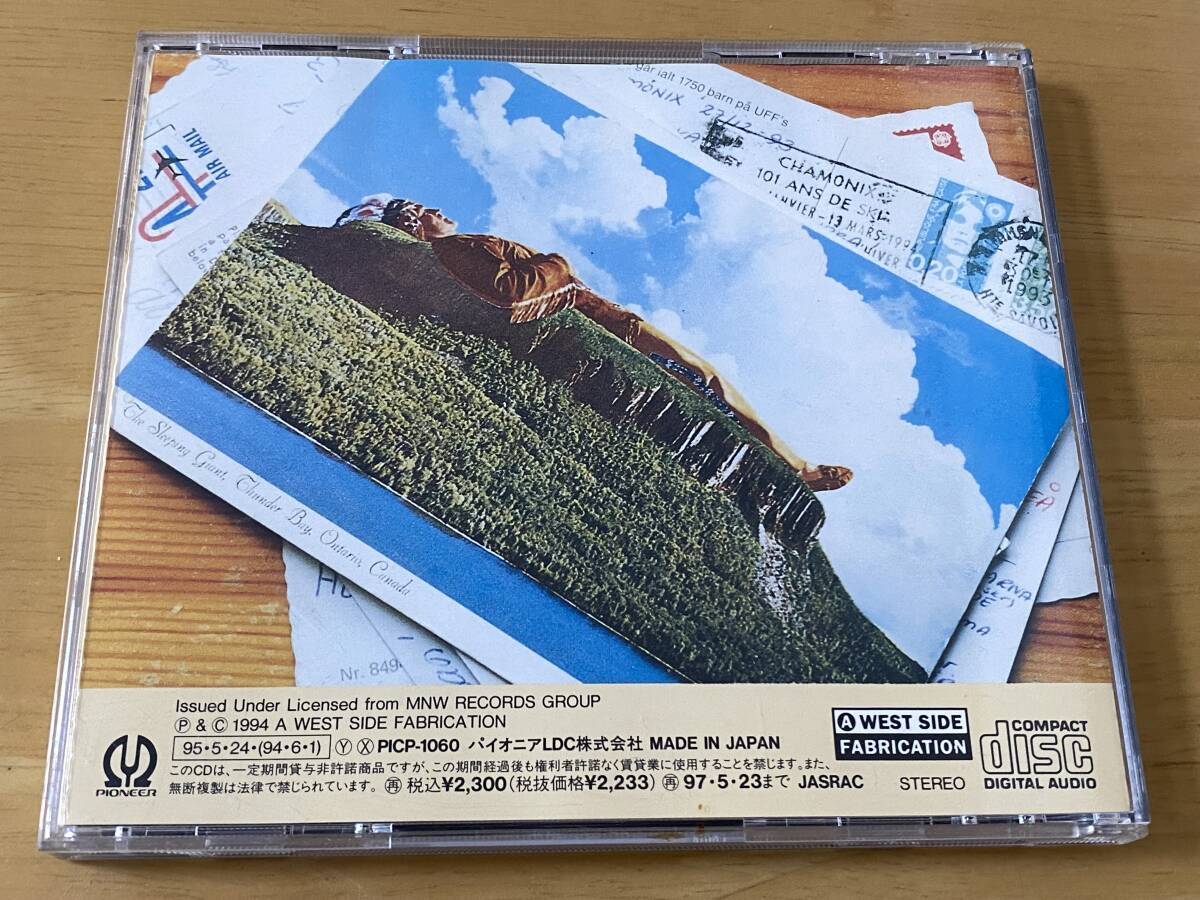 går ialt 1750 barn på UFF's
CHAMONIX
101 ANS DE SKI
13 MARS 1994
0,20
1993
AIR MAIL
The Sleeping Giant, Thunder Bay, Ontario, Canada
Nr. 849
Issued Under Licensed from MNW RECORDS GROUP
Ⓟ & © 1994 A WEST SIDE FABRICATION
95・5・24・(94・6・1) Ⓨ Ⓧ PICP-1060 パイオニアLDC株式会社 MADE IN JAPAN
このCDは、一定期間貸与非許諾商品ですが、この期間経過後も権利者許諾なく賃貸業に使用することを禁じます。また、
無断複製は法律で禁じられています。 ㊢ 税込¥2,300(税抜価格¥2,233) ㊢ 97・5・23まで JASRAC
PIONEER
A WEST SIDE
FABRICATION
STEREO
COMPACT
disc
DIGITAL AUDIO